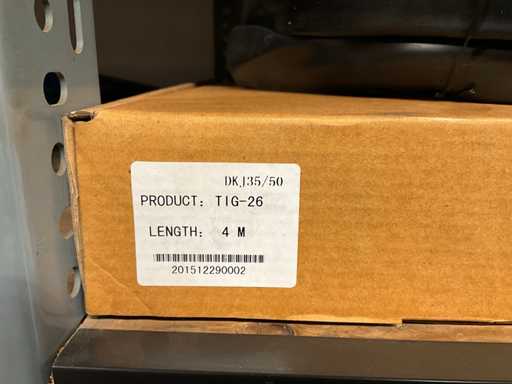 DKJ35/50
PRODUCT: TIG-26
LENGTH: 4 M
201512290002